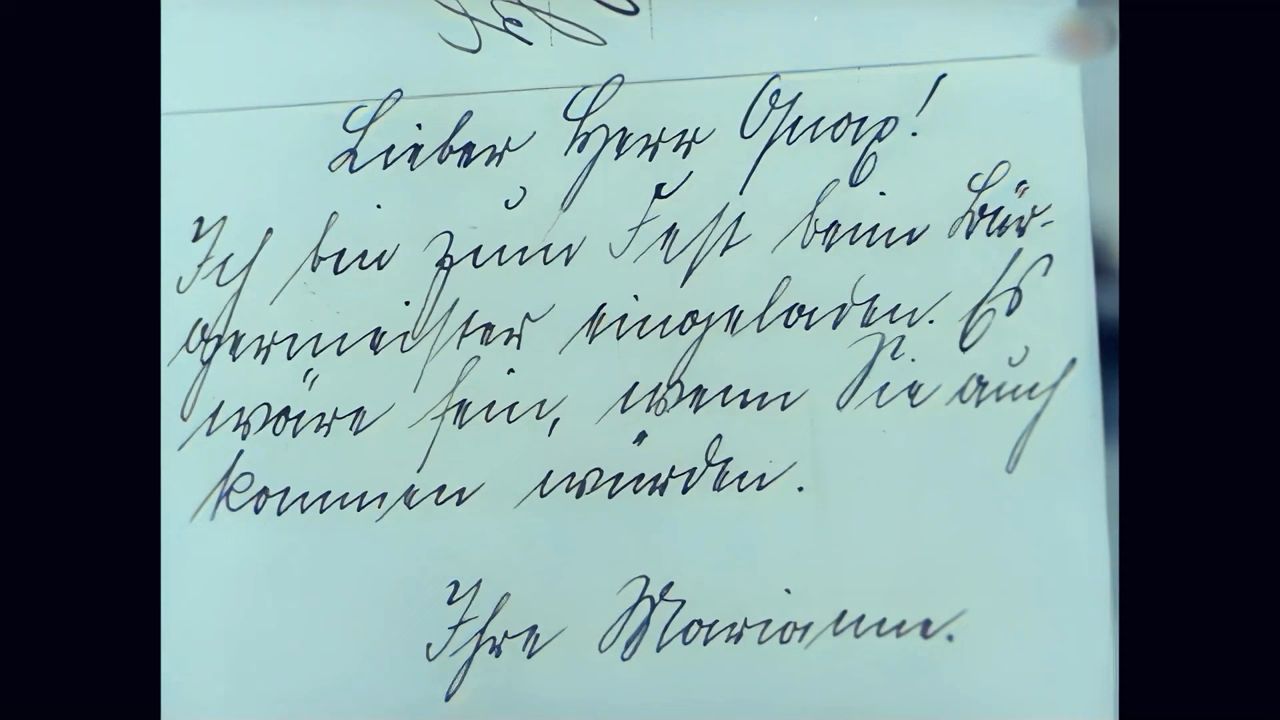 Lieber Herr Quax!
Ich bin zum Fest beim Bür-
germeister eingeladen. Es
wäre fein, wenn Sie auch
kommen würden.
Ihre Marianne.